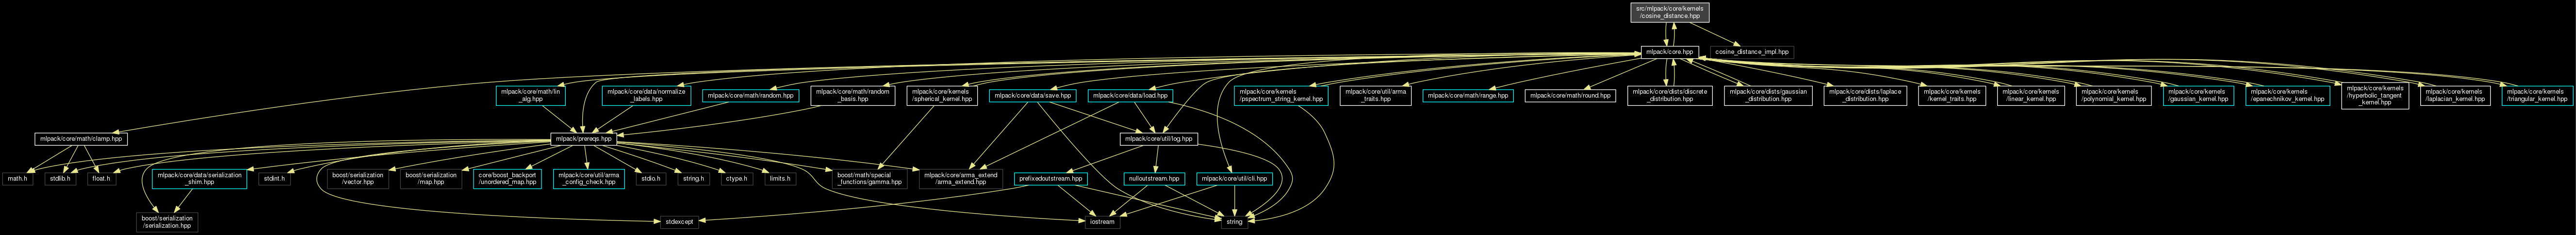 src/mlpack/core/kernels
/cosine_distance.hpp
mlpack/core.hpp
cosine_distance_impl.hpp
mlpack/core/math/lin
_alg.hpp
mlpack/core/data/normalize
_labels.hpp
mlpack/core/math/random.hpp
mlpack/core/math/random
_basis.hpp
mlpack/core/kernels
/spherical_kernel.hpp
mlpack/core/data/save.hpp
mlpack/core/data/load.hpp
mlpack/core/kernels
/pspectrum_string_kernel.hpp
mlpack/core/util/arma
_traits.hpp
mlpack/core/math/range.hpp
mlpack/core/math/round.hpp
mlpack/core/dists/discrete
_distribution.hpp
mlpack/core/dists/gaussian
_distribution.hpp
mlpack/core/dists/laplace
_distribution.hpp
mlpack/core/kernels
/kernel_traits.hpp
mlpack/core/kernels
/linear_kernel.hpp
mlpack/core/kernels
/polynomial_kernel.hpp
mlpack/core/kernels
/gaussian_kernel.hpp
mlpack/core/kernels
/epanechnikov_kernel.hpp
mlpack/core/kernels
/hyperbolic_tangent
_kernel.hpp
mlpack/core/kernels
/laplacian_kernel.hpp
mlpack/core/kernels
/triangular_kernel.hpp
mlpack/core/math/clamp.hpp
mlpack/prereqs.hpp
mlpack/core/util/log.hpp
math.h
stdlib.h
float.h
mlpack/core/data/serialization
_shim.hpp
stdint.h
boost/serialization
/vector.hpp
boost/serialization
/map.hpp
core/boost_backport
/unordered_map.hpp
mlpack/core/util/arma
_config_check.hpp
stdio.h
string.h
ctype.h
limits.h
boost/math/special
_functions/gamma.hpp
mlpack/core/arma_extend
/arma_extend.hpp
prefixedoutstream.hpp
nulloutstream.hpp
mlpack/core/util/cli.hpp
boost/serialization
/serialization.hpp
stdexcept
iostream
string